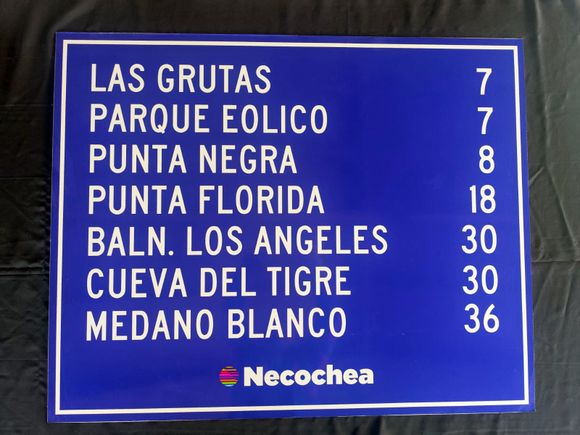 LAS GRUTAS 7
PARQUE EOLICO 7
PUNTA NEGRA 8
PUNTA FLORIDA 18
BALN. LOS ANGELES 30
CUEVA DEL TIGRE 30
MEDANO BLANCO 36
Necochea